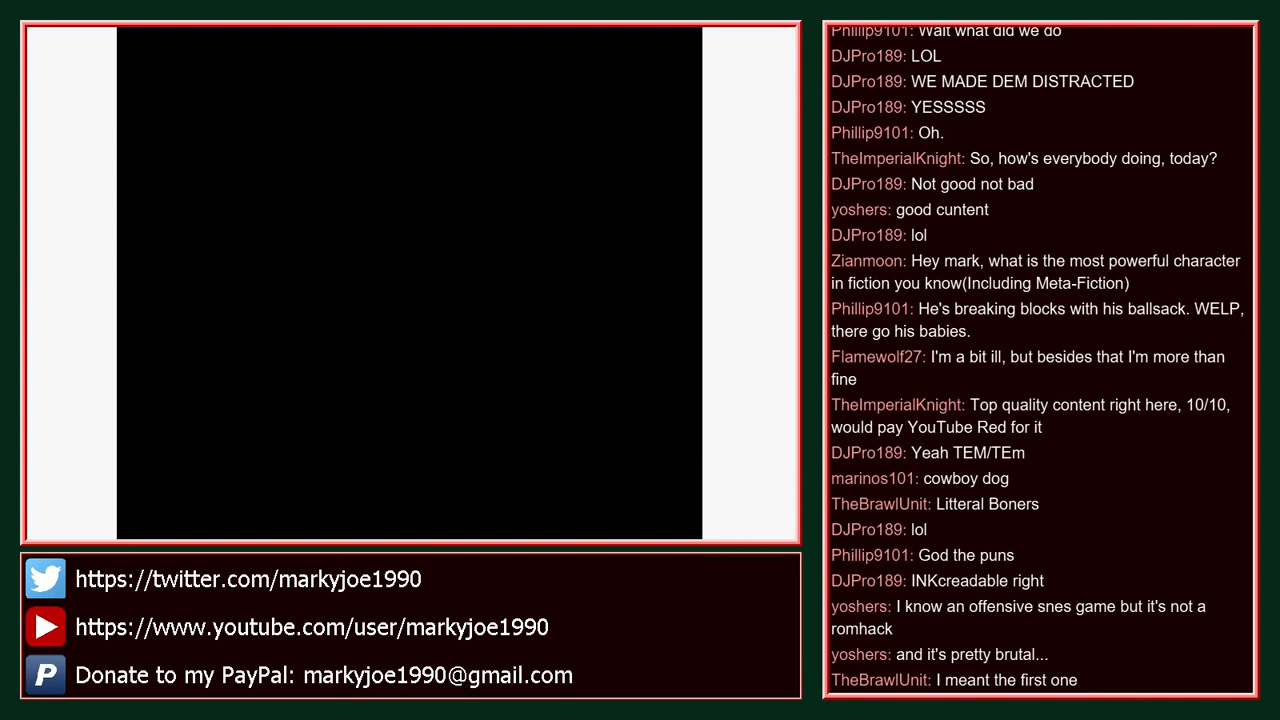 Phillip9101: Wait what did we do
DJPro189: LOL
DJPro189: WE MADE DEM DISTRACTED
DJPro189: YESSSSS
Phillip9101: Oh.
TheImperialKnight: So, how's everybody doing, today?
DJPro189: Not good not bad
yoshers: good cuntent
DJPro189: lol
Zianmoon: Hey mark, what is the most powerful character
in fiction you know(Including Meta-Fiction)
Phillip9101: He's breaking blocks with his ballsack. WELP,
there go his babies.
Flamewolf27: I'm a bit ill, but besides that I'm more than
fine
TheImperialKnight: Top quality content right here, 10/10,
would pay YouTube Red for it
DJPro189: Yeah TEM/TEm
marinos101: cowboy dog
TheBrawlUnit: Litteral Boners
DJPro189: lol
Phillip9101: God the puns
DJPro189: INKcreadable right
yoshers: I know an offensive snes game but it's not a
romhack
yoshers: and it's pretty brutal...
TheBrawlUnit: I meant the first one
https://twitter.com/markyjoe1990
https://www.youtube.com/user/markyjoe1990
P Donate to my PayPal: markyjoe1990@gmail.com